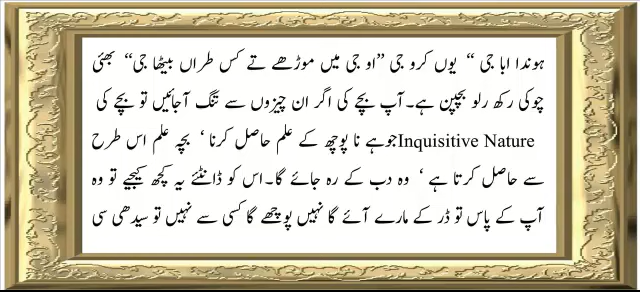 ہوندا ابا جی “ یوں کرو جی ”او جی میں موڑھے تے کس طراں بیٹھا جی“ بھئی
چوکی رکھ رلو بچپن ہے۔آپ بچے کی اگر ان چیزوں سے تنگ آجائیں تو بچے کی
Inquisitive Natureجوہے نا پوچھ کے علم حاصل کرنا ‘ بچہ علم اس طرح
سے حاصل کرتا ہے ‘ وہ دب کے رہ جائے گا۔اس کو ڈانٹئے یہ کچھ کیجیے تو وہ
آپ کے پاس تو ڈر کے مارے آئے گا نہیں پوچھے گا کسی سے نہیں تو سیدھی سی